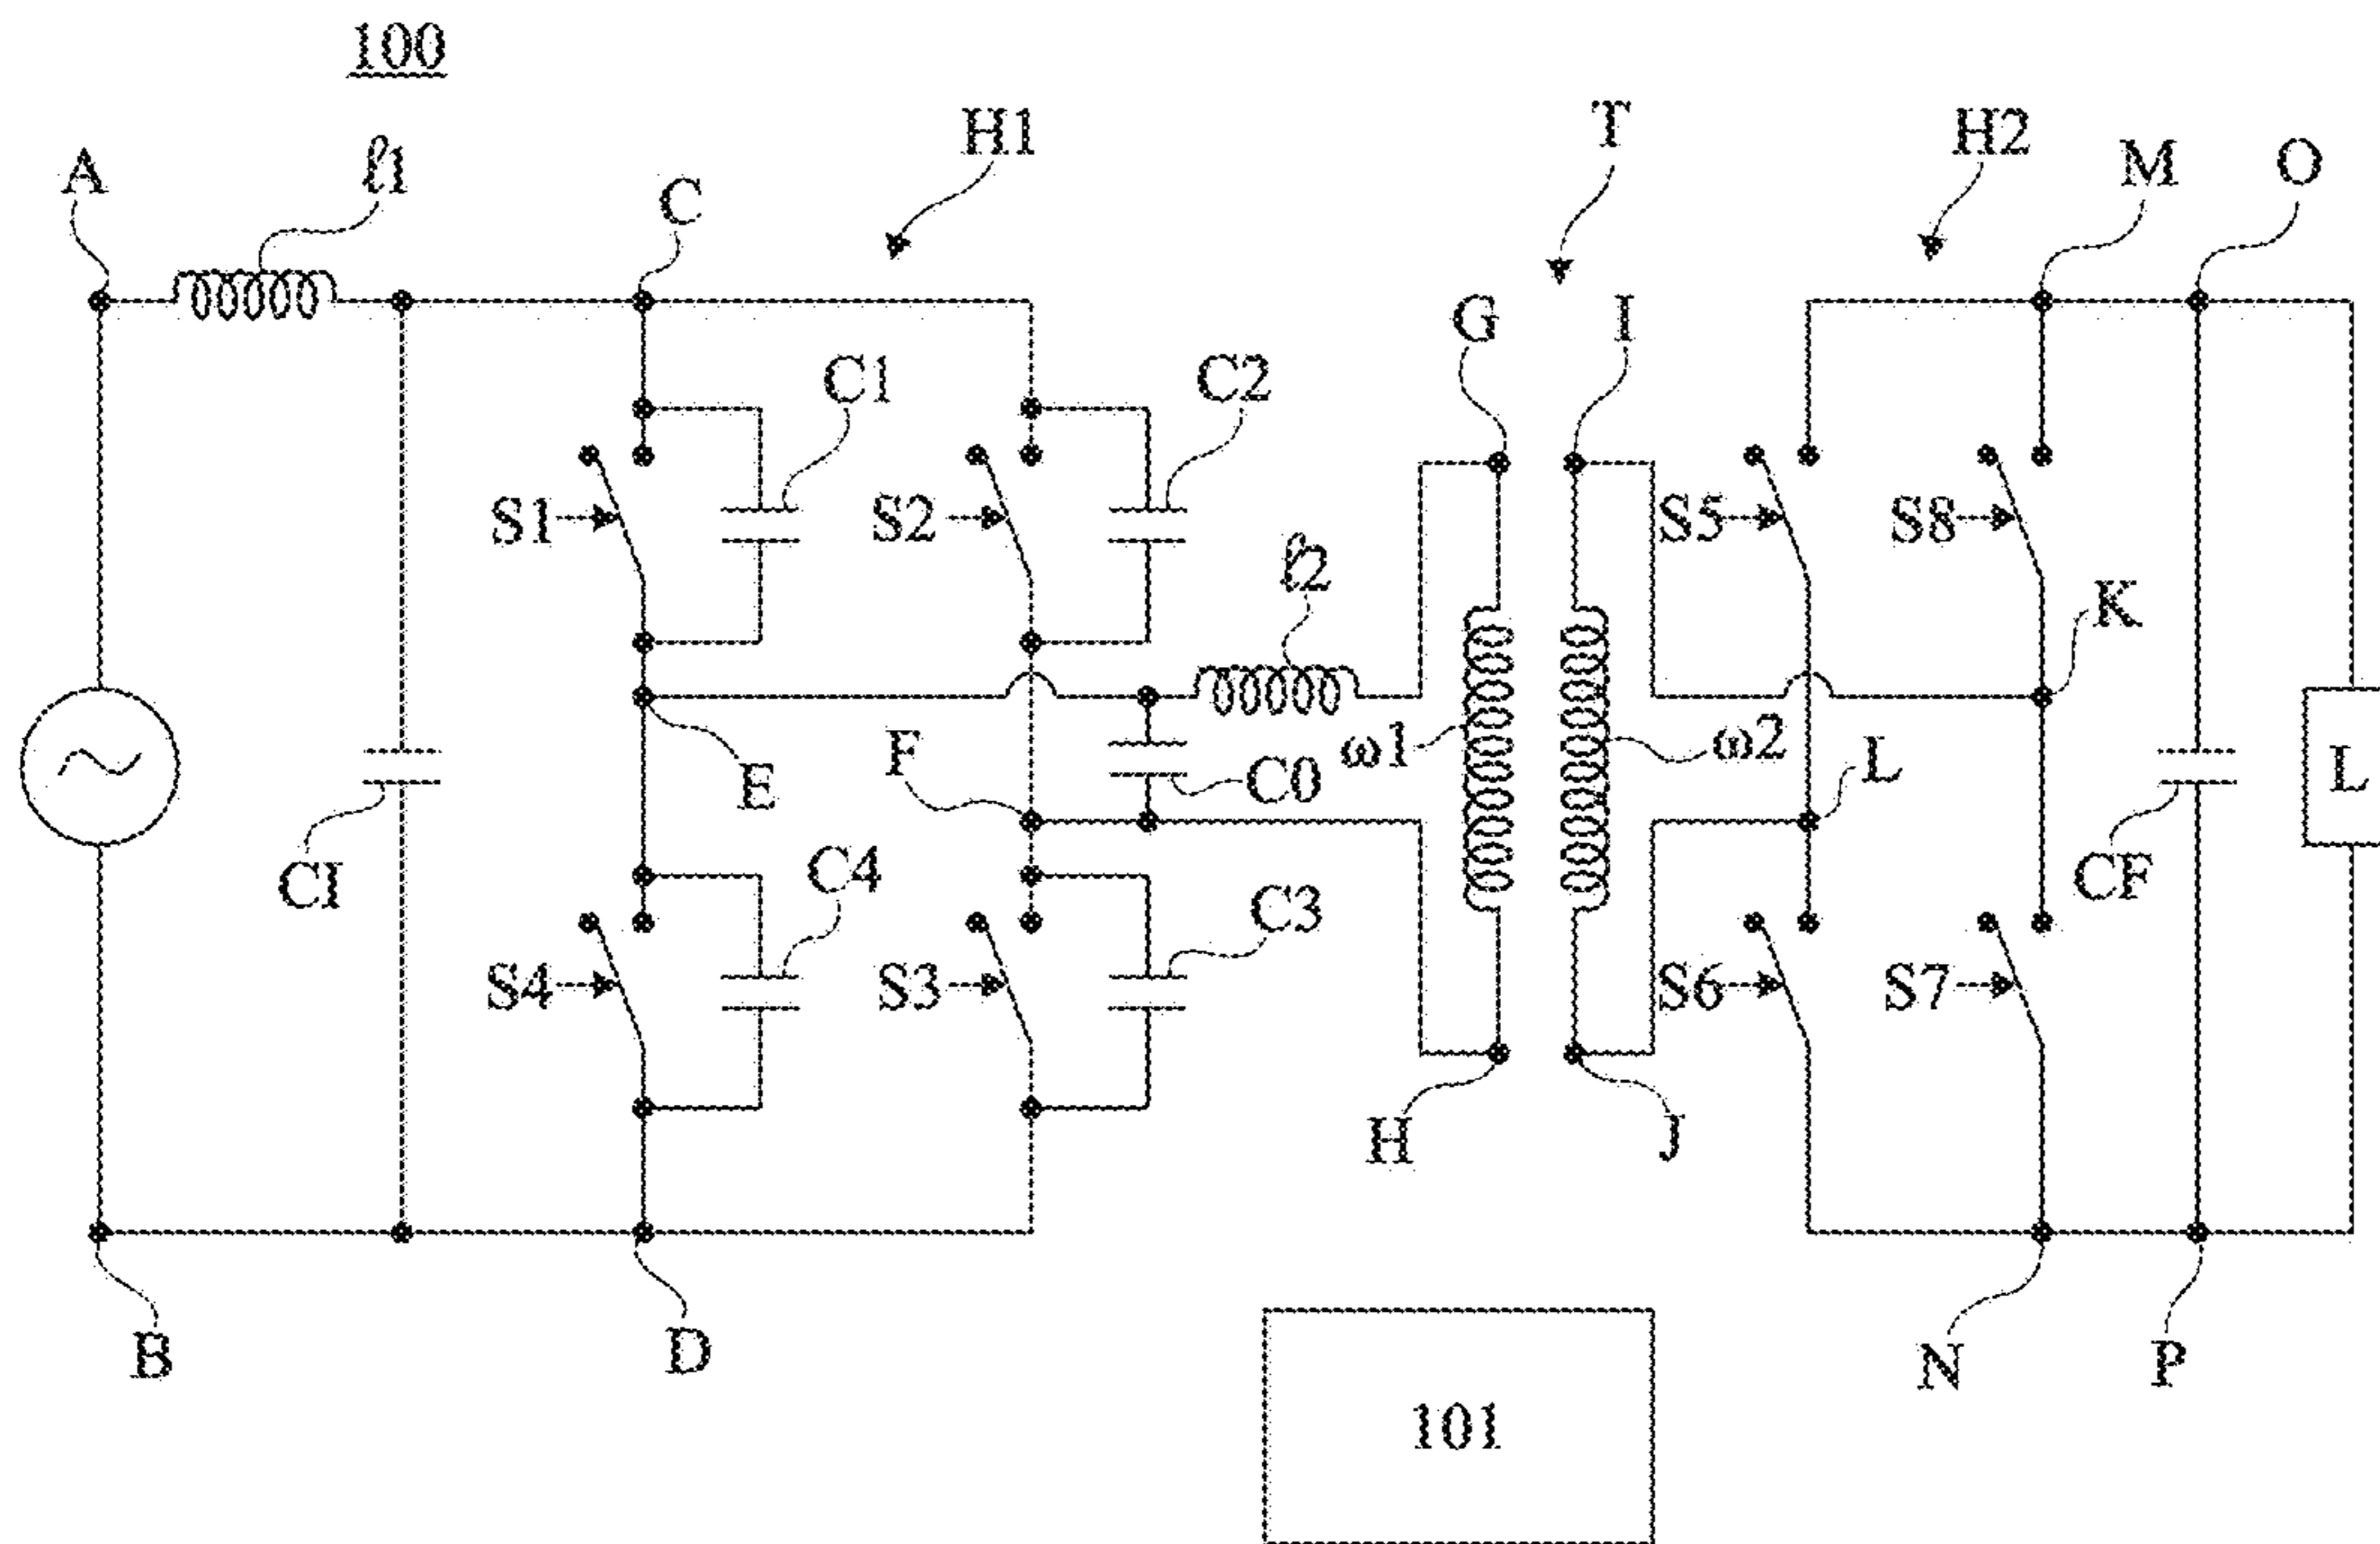 100
A
ℓ1
C
H1
T
H2
M
O
G
I
C1
C2
S1
S2
S5
S8
ℓ2
K
E
F
C0
ω1
ω2
L
L
CI
C4
C3
CF
S4
S3
S6
S7
H
J
B
D
N
P
101